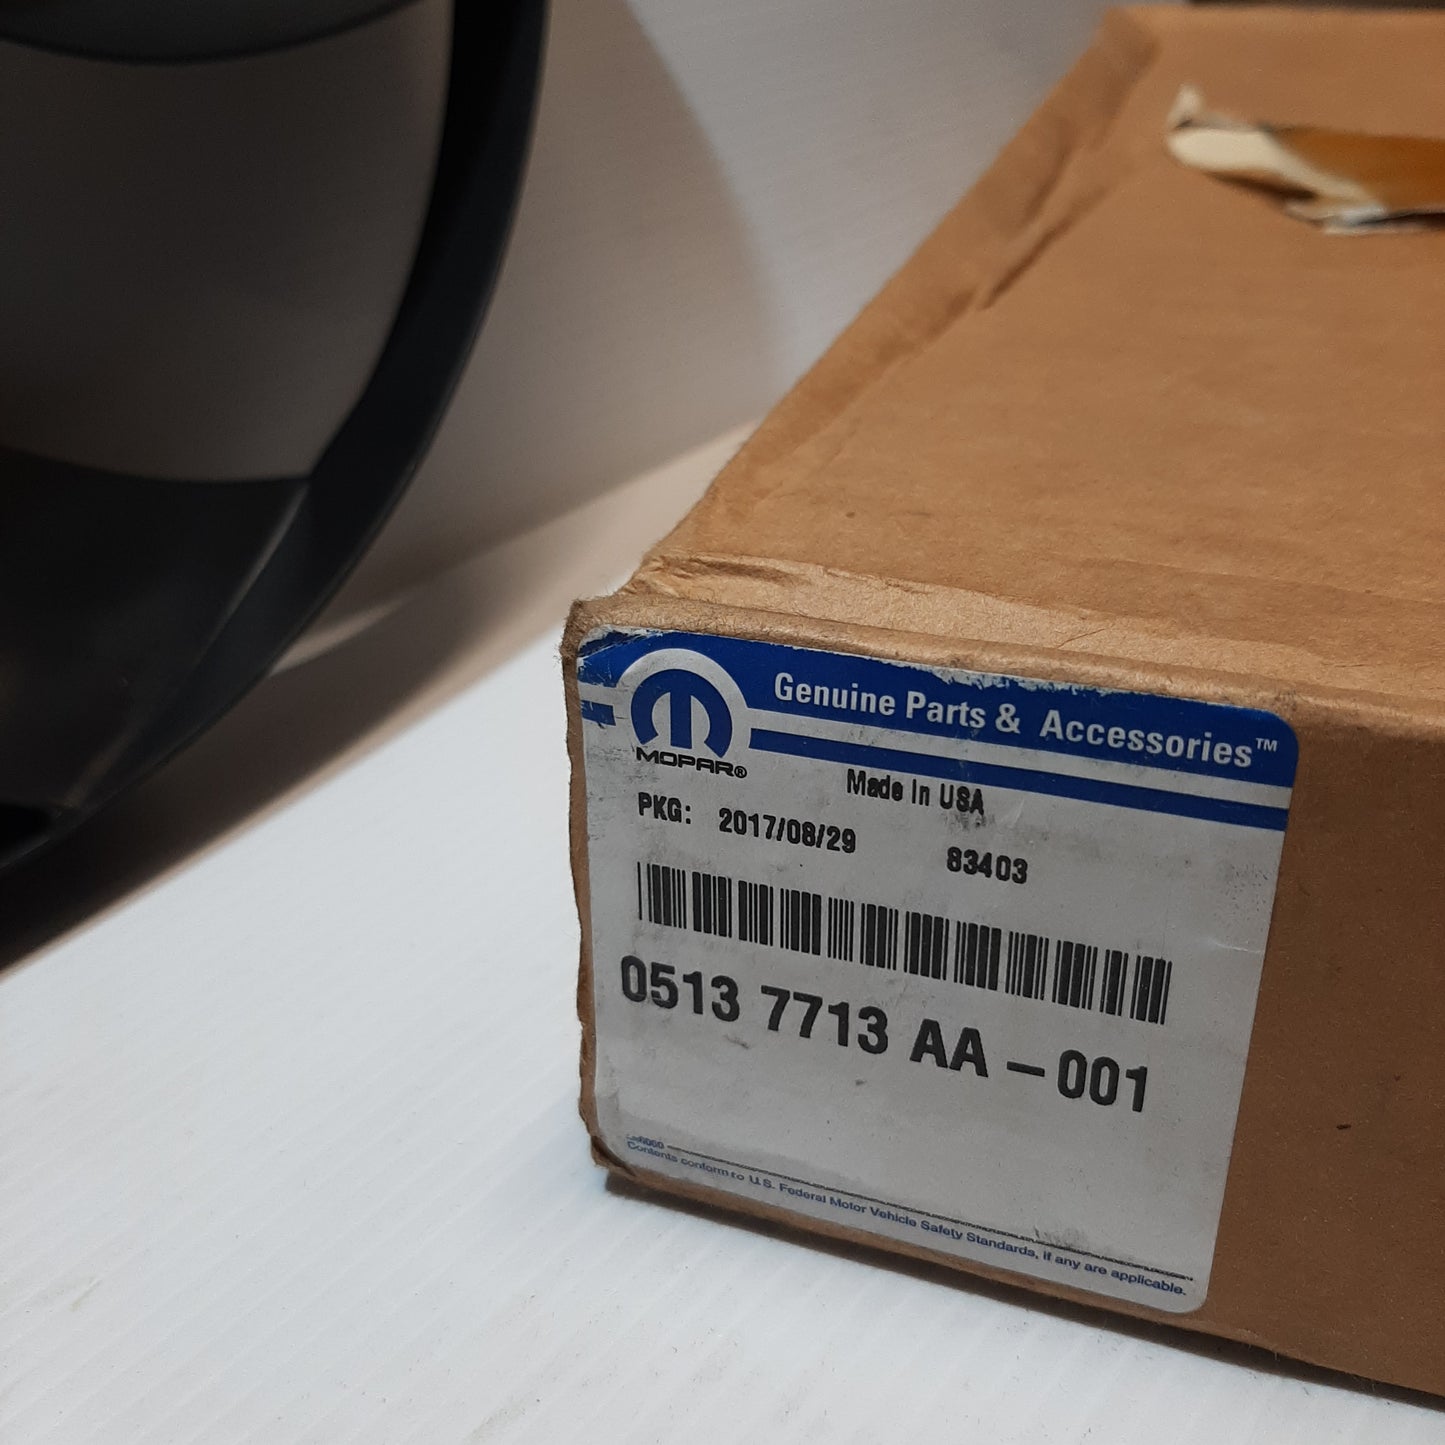 Genuine Parts & Accessories™
MOPAR®
Made In USA
PKG: 2017/08/29 83403
0513 7713 AA – 001
Contents conform to U.S. Federal Motor Vehicle Safety Standards, if any are applicable.